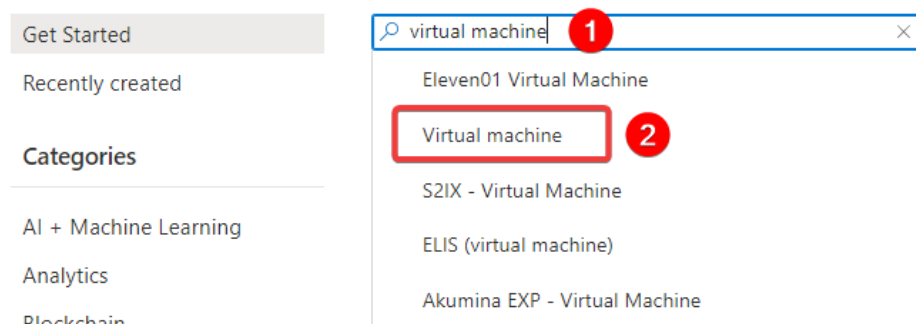 Get Started
Recently created
Categories
AI + Machine Learning
Analytics
Blockchain
virtual machine
1
Eleven01 Virtual Machine
Virtual machine
2
S2IX - Virtual Machine
ELIS (virtual machine)
Akumina EXP - Virtual Machine